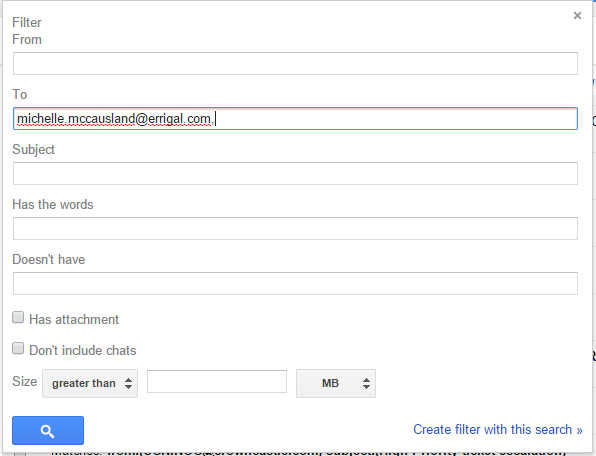 Filter
From
To
michelle.mccausland@errigal.com,
Subject
Has the words
Doesn't have
Has attachment
Don't include chats
Size greater than MB
Create filter with this search »